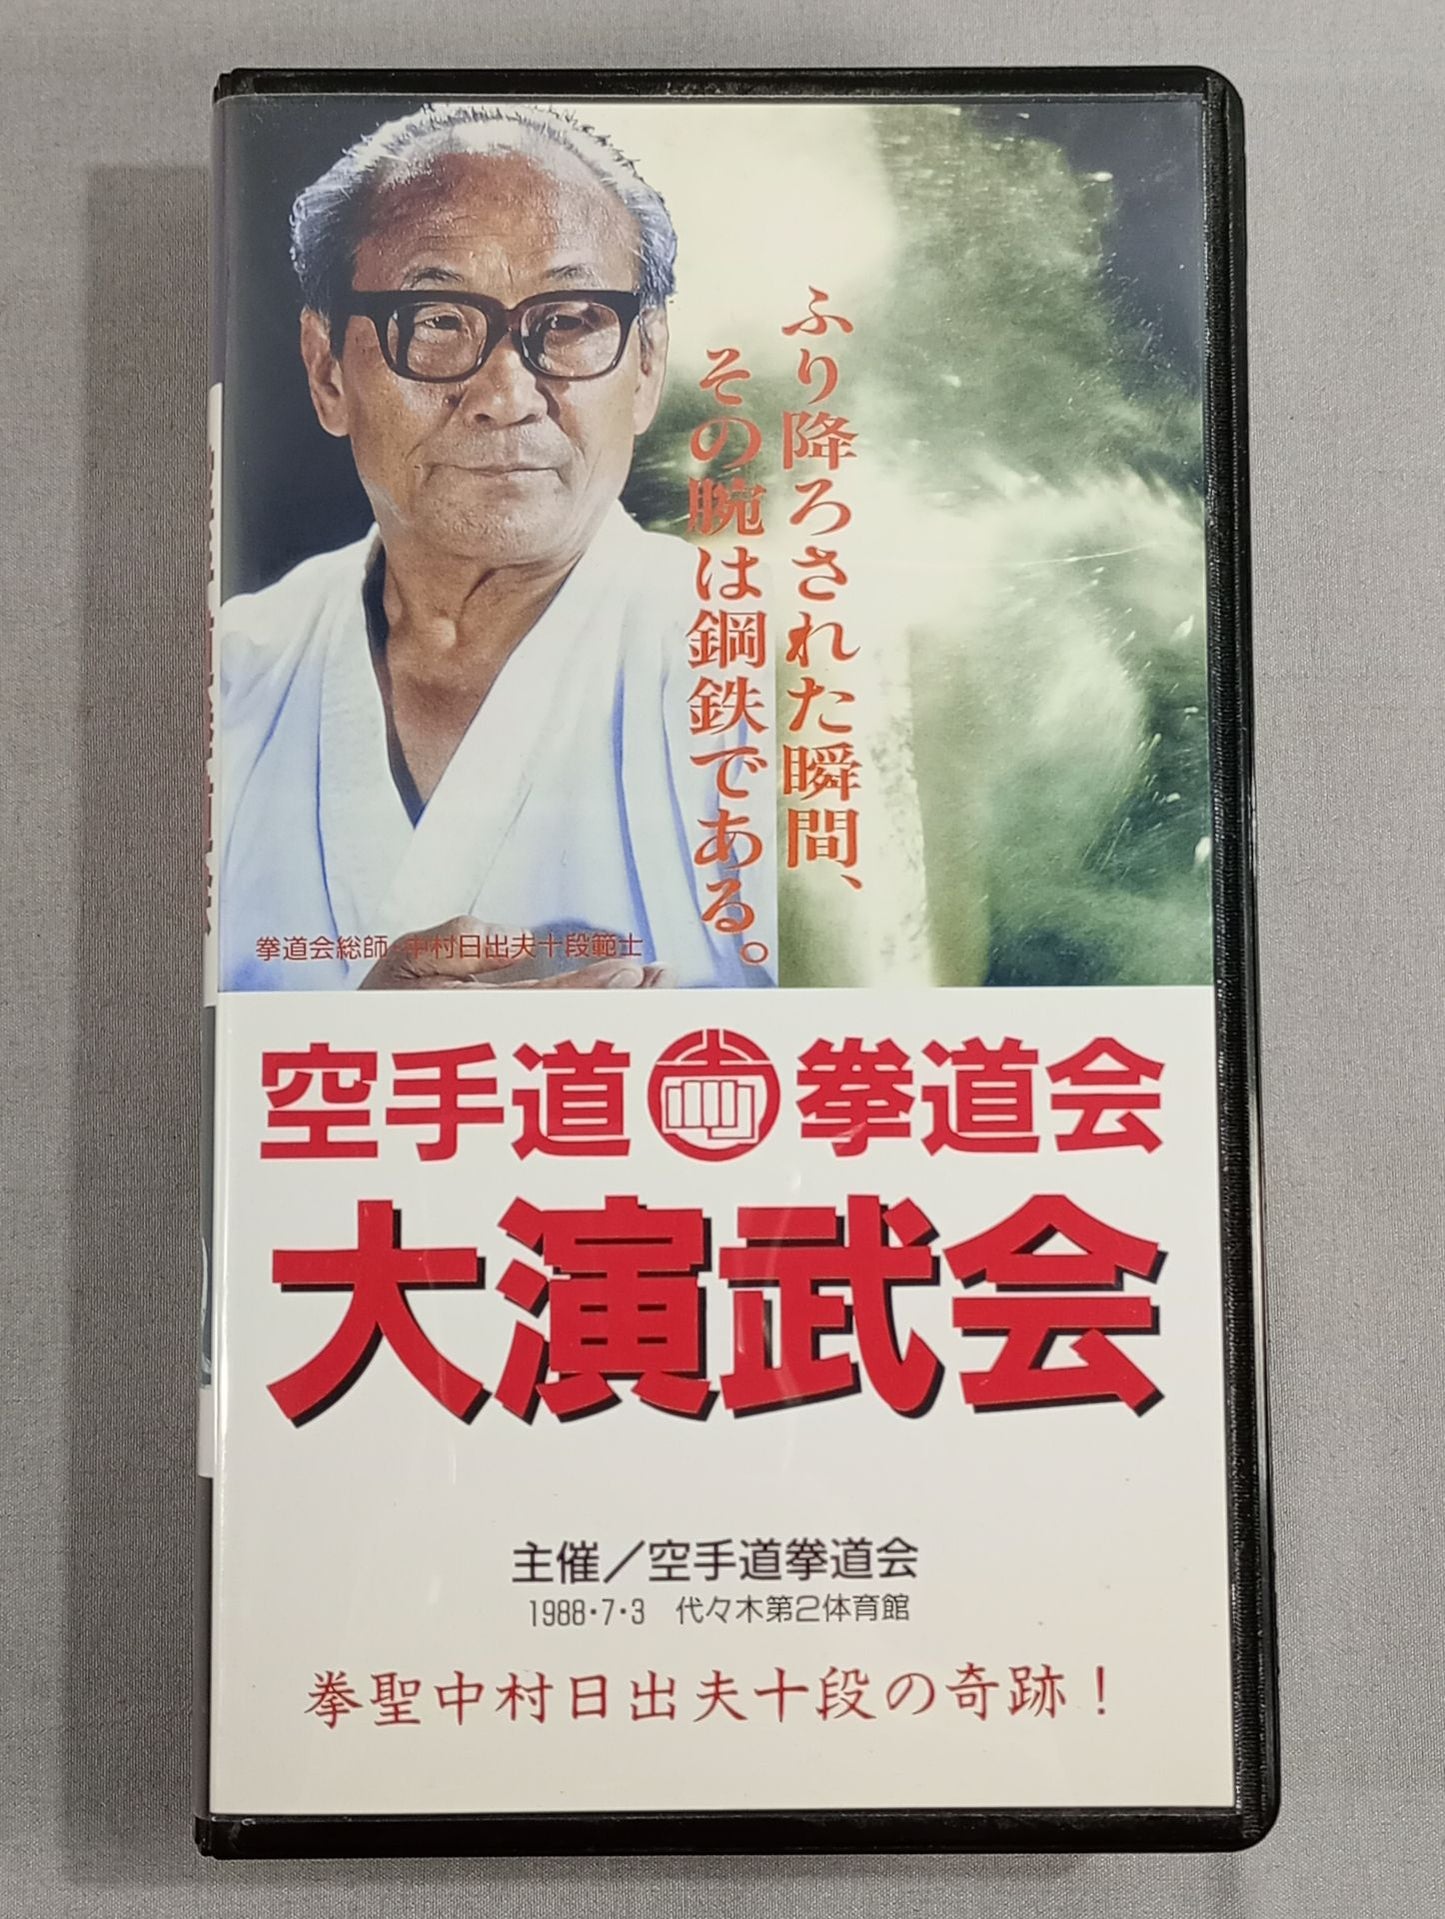 ふり降ろされた瞬間、
その腕は鋼鉄である。
拳道会総師 中村日出夫十段範士
空手道 拳道会
大演武会
主催／空手道拳道会
1988・7・3 代々木第2体育館
拳聖中村日出夫十段の奇跡！